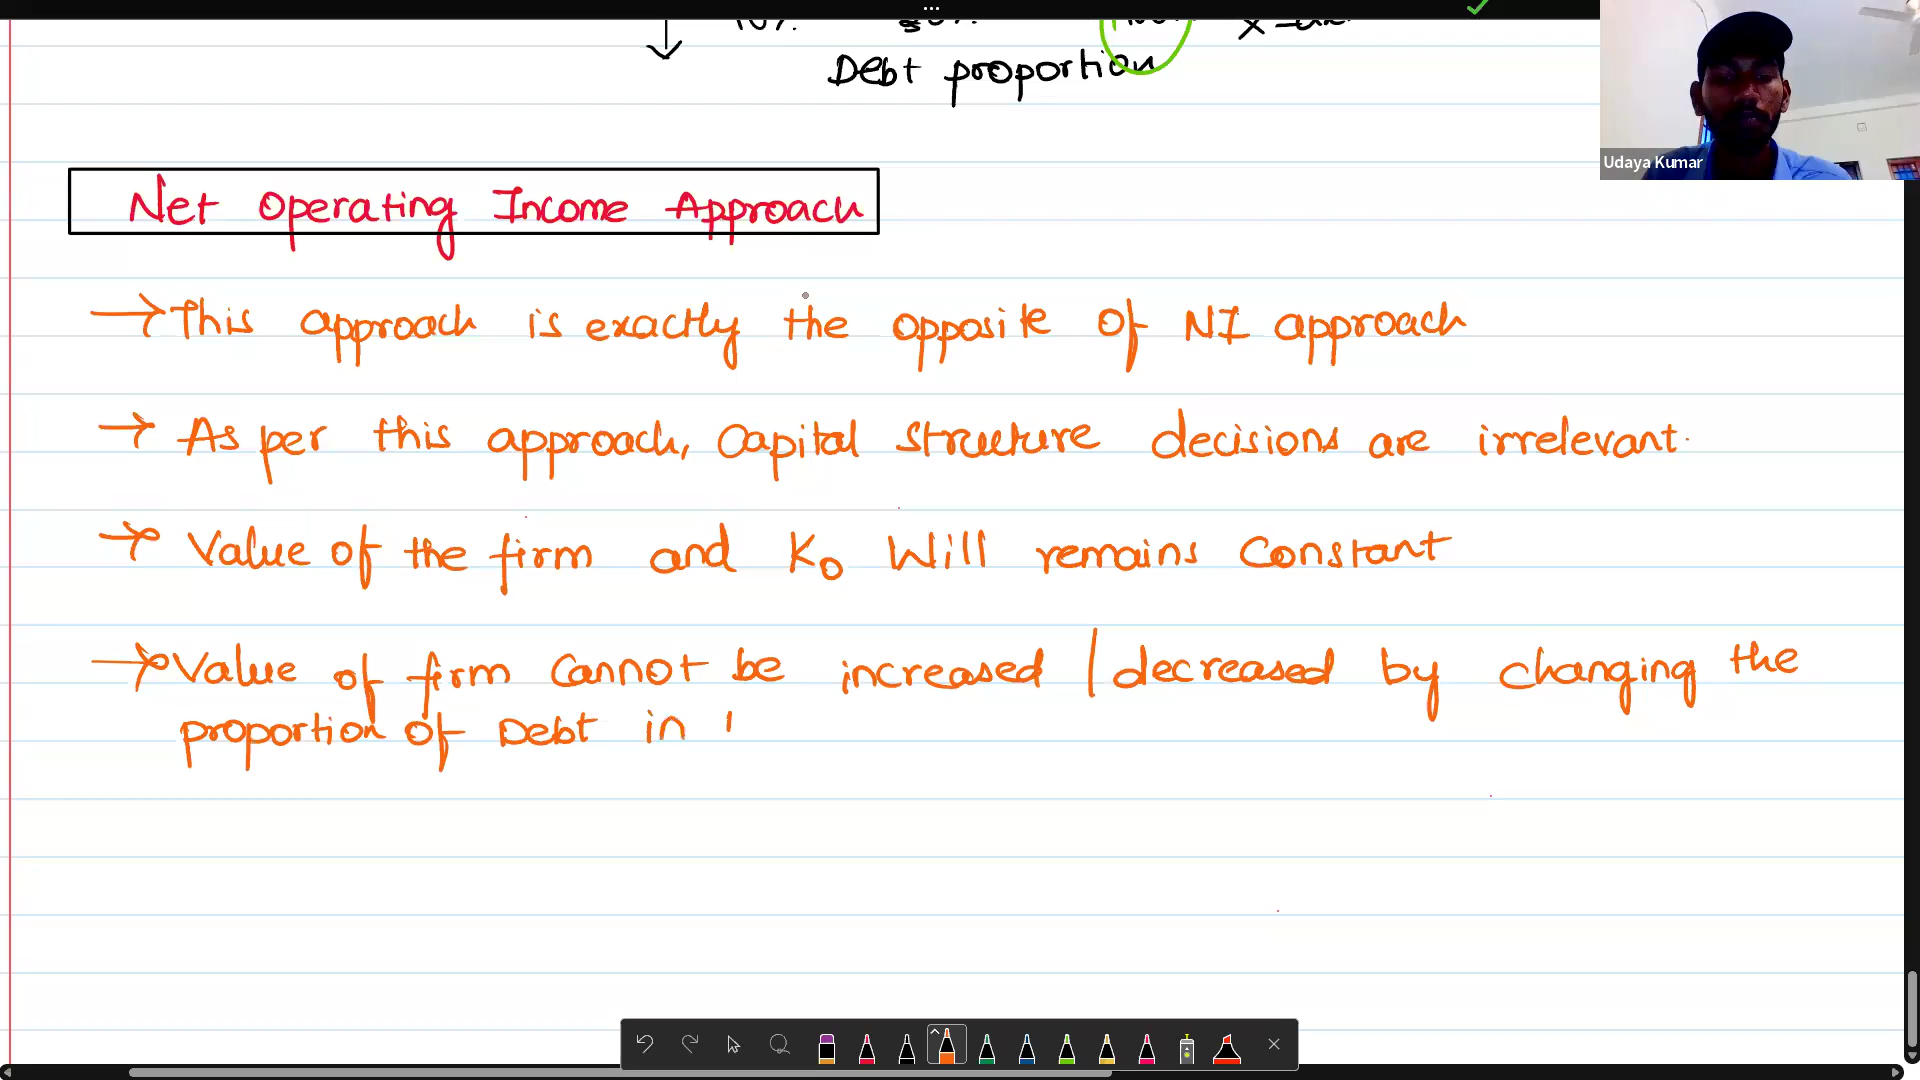 Debt proportion
Udaya Kumar
Net Operating Income Approach
→ This approach is exactly the opposite of NI approach
→ As per this approach, Capital structure decisions are irrelevant.
→ Value of the firm and K0 Will remains Constant
→ Value of firm Cannot be increased / decreased by changing the
proportion of Debt in